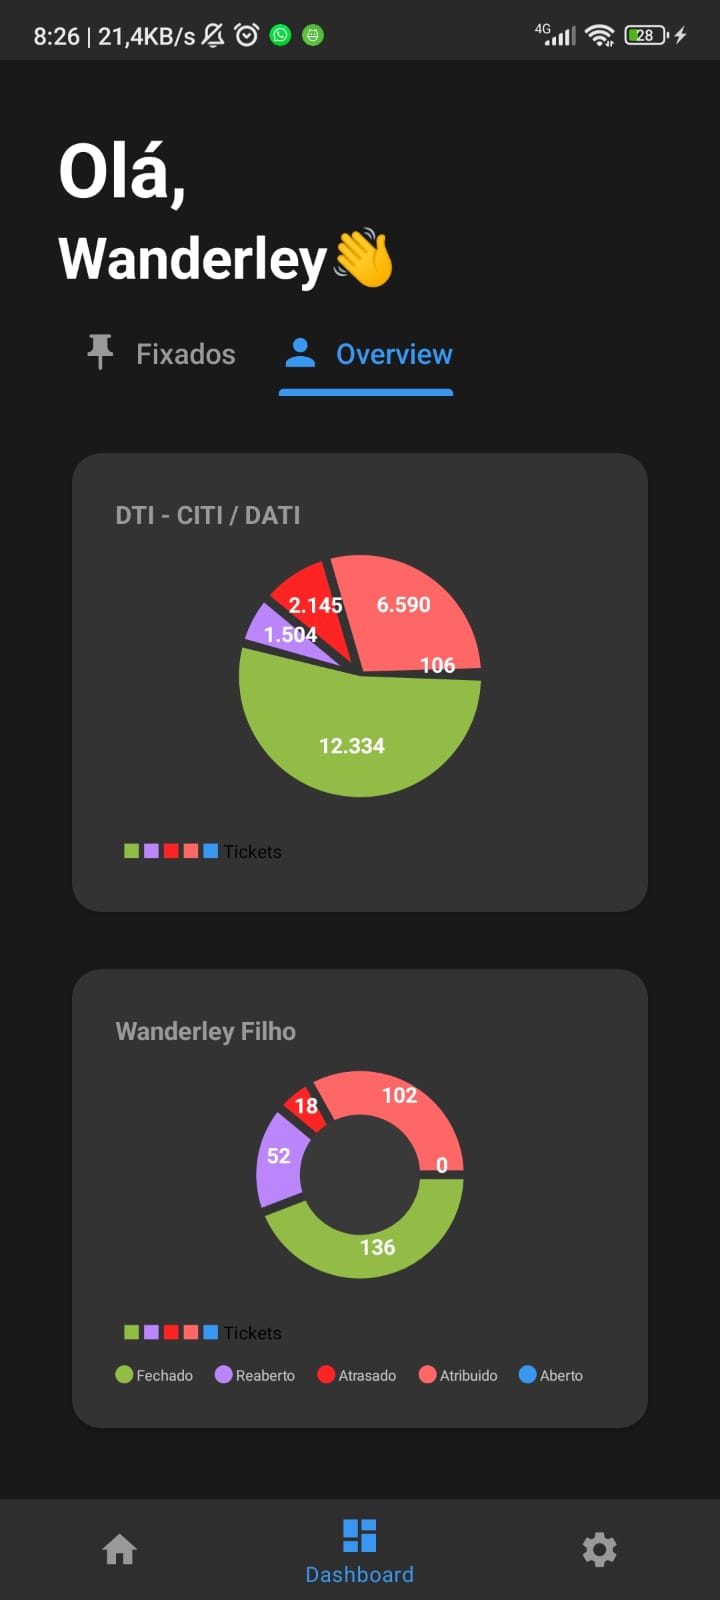 8:26 | 21,4KB/s 4G 28
Olá,
Wanderley👋
Fixados Overview
DTI - CITI / DATI
2.145 6.590
1.504
106
12.334
Tickets
Wanderley Filho
102
18
52
0
136
Tickets
Fechado Reaberto Atrasado Atribuido Aberto
Dashboard